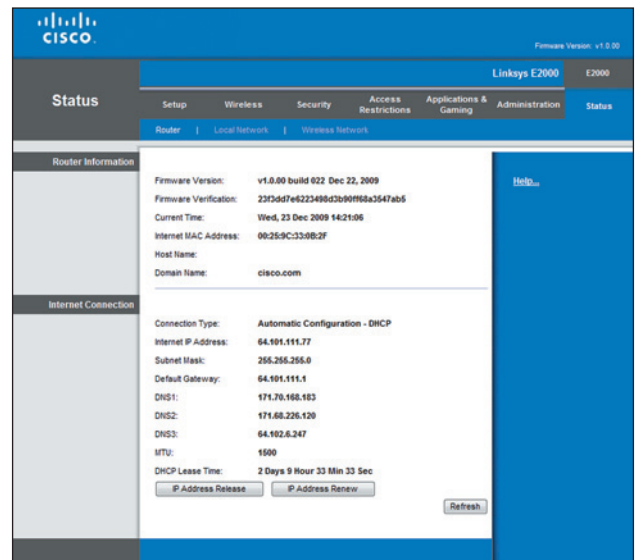 CISCO
Firmware Version: v1.0.00
Linksys E2000 E2000
Status
Setup Wireless Security Access Restrictions Applications & Gaming Administration Status
Router | Local Network | Wireless Network
Router Information
Firmware Version: v1.0.00 build 022 Dec 22, 2009
Firmware Verification: 23f3dd7e6223498d3b90ff68a3547ab5
Current Time: Wed, 23 Dec 2009 14:21:06
Internet MAC Address: 00:25:9C:33:0B:2F
Host Name:
Domain Name: cisco.com
Help...
Internet Connection
Connection Type: Automatic Configuration - DHCP
Internet IP Address: 64.101.111.77
Subnet Mask: 255.255.255.0
Default Gateway: 64.101.111.1
DNS1: 171.70.168.183
DNS2: 171.68.226.120
DNS3: 64.102.6.247
MTU: 1500
DHCP Lease Time: 2 Days 9 Hour 33 Min 33 Sec
IP Address Release IP Address Renew
Refresh